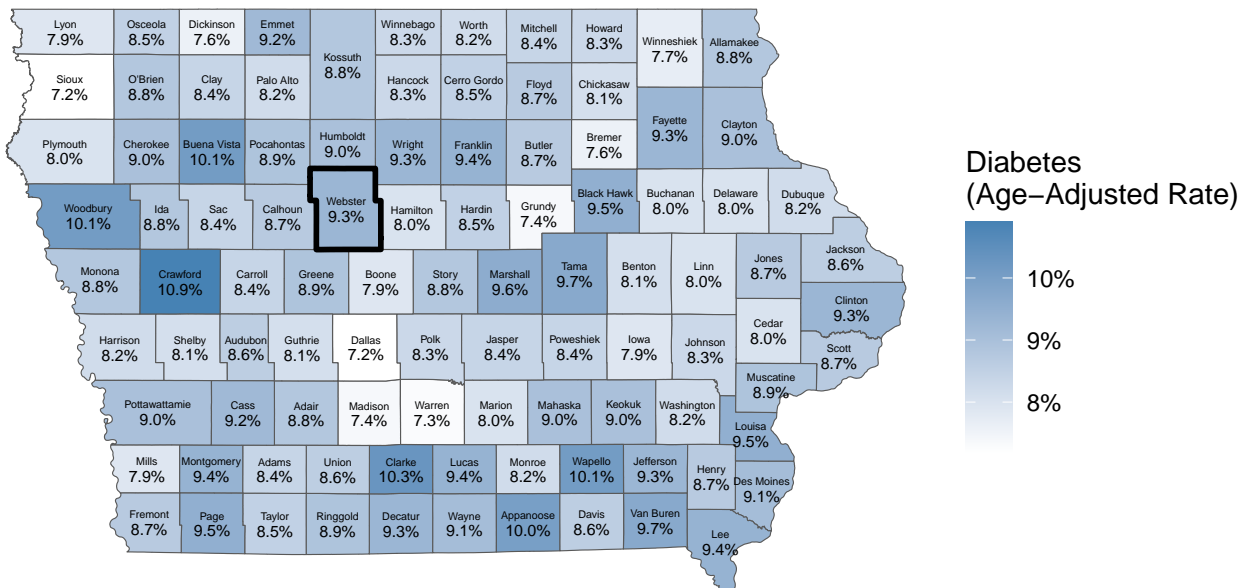 Lyon
7.9%
Osceola
8.5%
Dickinson
7.6%
Emmet
9.2%
Kossuth
8.8%
Winnebago
8.3%
Worth
8.2%
Mitchell
8.4%
Howard
8.3%
Winneshiek
7.7%
Allamakee
8.8%
Sioux
7.2%
O'Brien
8.8%
Clay
8.4%
Palo Alto
8.2%
Hancock
8.3%
Cerro Gordo
8.5%
Floyd
8.7%
Chickasaw
8.1%
Fayette
9.3%
Clayton
9.0%
Plymouth
8.0%
Cherokee
9.0%
Buena Vista
10.1%
Pocahontas
8.9%
Humboldt
9.0%
Wright
9.3%
Franklin
9.4%
Butler
8.7%
Bremer
7.6%
Woodbury
10.1%
Ida
8.8%
Sac
8.4%
Calhoun
8.7%
Webster
9.3%
Hamilton
8.0%
Hardin
8.5%
Grundy
7.4%
Black Hawk
9.5%
Buchanan
8.0%
Delaware
8.0%
Dubuque
8.2%
Monona
8.8%
Crawford
10.9%
Carroll
8.4%
Greene
8.9%
Boone
7.9%
Story
8.8%
Marshall
9.6%
Tama
9.7%
Benton
8.1%
Linn
8.0%
Jones
8.7%
Jackson
8.6%
Clinton
9.3%
Harrison
8.2%
Shelby
8.1%
Audubon
8.6%
Guthrie
8.1%
Dallas
7.2%
Polk
8.3%
Jasper
8.4%
Poweshiek
8.4%
Iowa
7.9%
Johnson
8.3%
Cedar
8.0%
Scott
8.7%
Muscatine
8.9%
Pottawattamie
9.0%
Cass
9.2%
Adair
8.8%
Madison
7.4%
Warren
7.3%
Marion
8.0%
Mahaska
9.0%
Keokuk
9.0%
Washington
8.2%
Louisa
9.5%
Mills
7.9%
Montgomery
9.4%
Adams
8.4%
Union
8.6%
Clarke
10.3%
Lucas
9.4%
Monroe
8.2%
Wapello
10.1%
Jefferson
9.3%
Henry
8.7%
Des Moines
9.1%
Fremont
8.7%
Page
9.5%
Taylor
8.5%
Ringgold
8.9%
Decatur
9.3%
Wayne
9.1%
Appanoose
10.0%
Davis
8.6%
Van Buren
9.7%
Lee
9.4%
Diabetes
(Age−Adjusted Rate)
10%
9%
8%